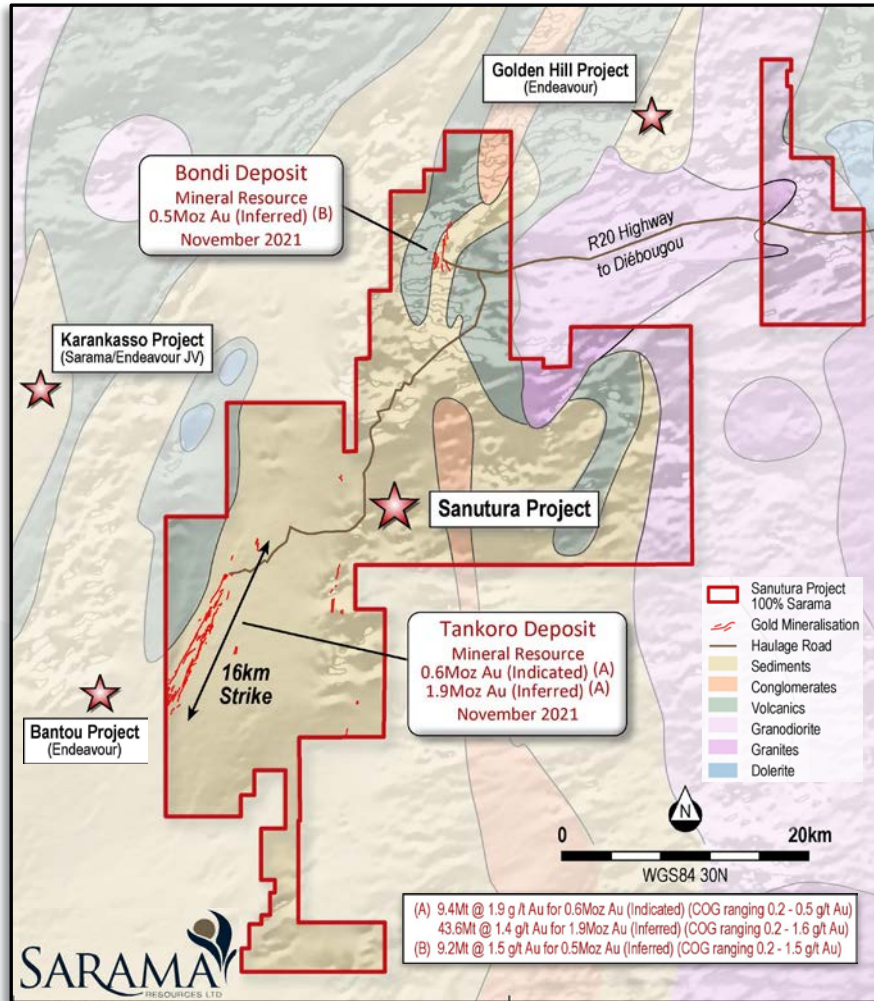 Golden Hill Project
(Endeavour)
Bondi Deposit
Mineral Resource
0.5Moz Au (Inferred) (B)
November 2021
R20 Highway
to Diébougou
Karankasso Project
(Sarama/Endeavour JV)
Sanutura Project
Tankoro Deposit
Mineral Resource
0.6Moz Au (Indicated) (A)
1.9Moz Au (Inferred) (A)
November 2021
16km
Strike
Bantou Project
(Endeavour)
Sanutura Project
100% Sarama
Gold Mineralisation
Haulage Road
Sediments
Conglomerates
Volcanics
Granodiorite
Granites
Dolerite
N
0 20km
WGS84 30N
(A) 9.4Mt @ 1.9 g/t Au for 0.6Moz Au (Indicated) (COG ranging 0.2 - 0.5 g/t Au)
43.6Mt @ 1.4 g/t Au for 1.9Moz Au (Inferred) (COG ranging 0.2 - 1.6 g/t Au)
(B) 9.2Mt @ 1.5 g/t Au for 0.5Moz Au (Inferred) (COG ranging 0.2 - 1.5 g/t Au)
SARAMA
RESOURCES LTD